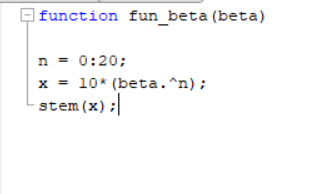 function fun_beta(beta)
n = 0:20;
x = 10*(beta.^n);
stem(x);